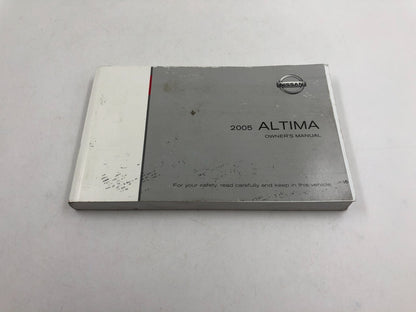 NISSAN
2005 ALTIMA
OWNER'S MANUAL
For your safety, read carefully and keep in this vehicle.